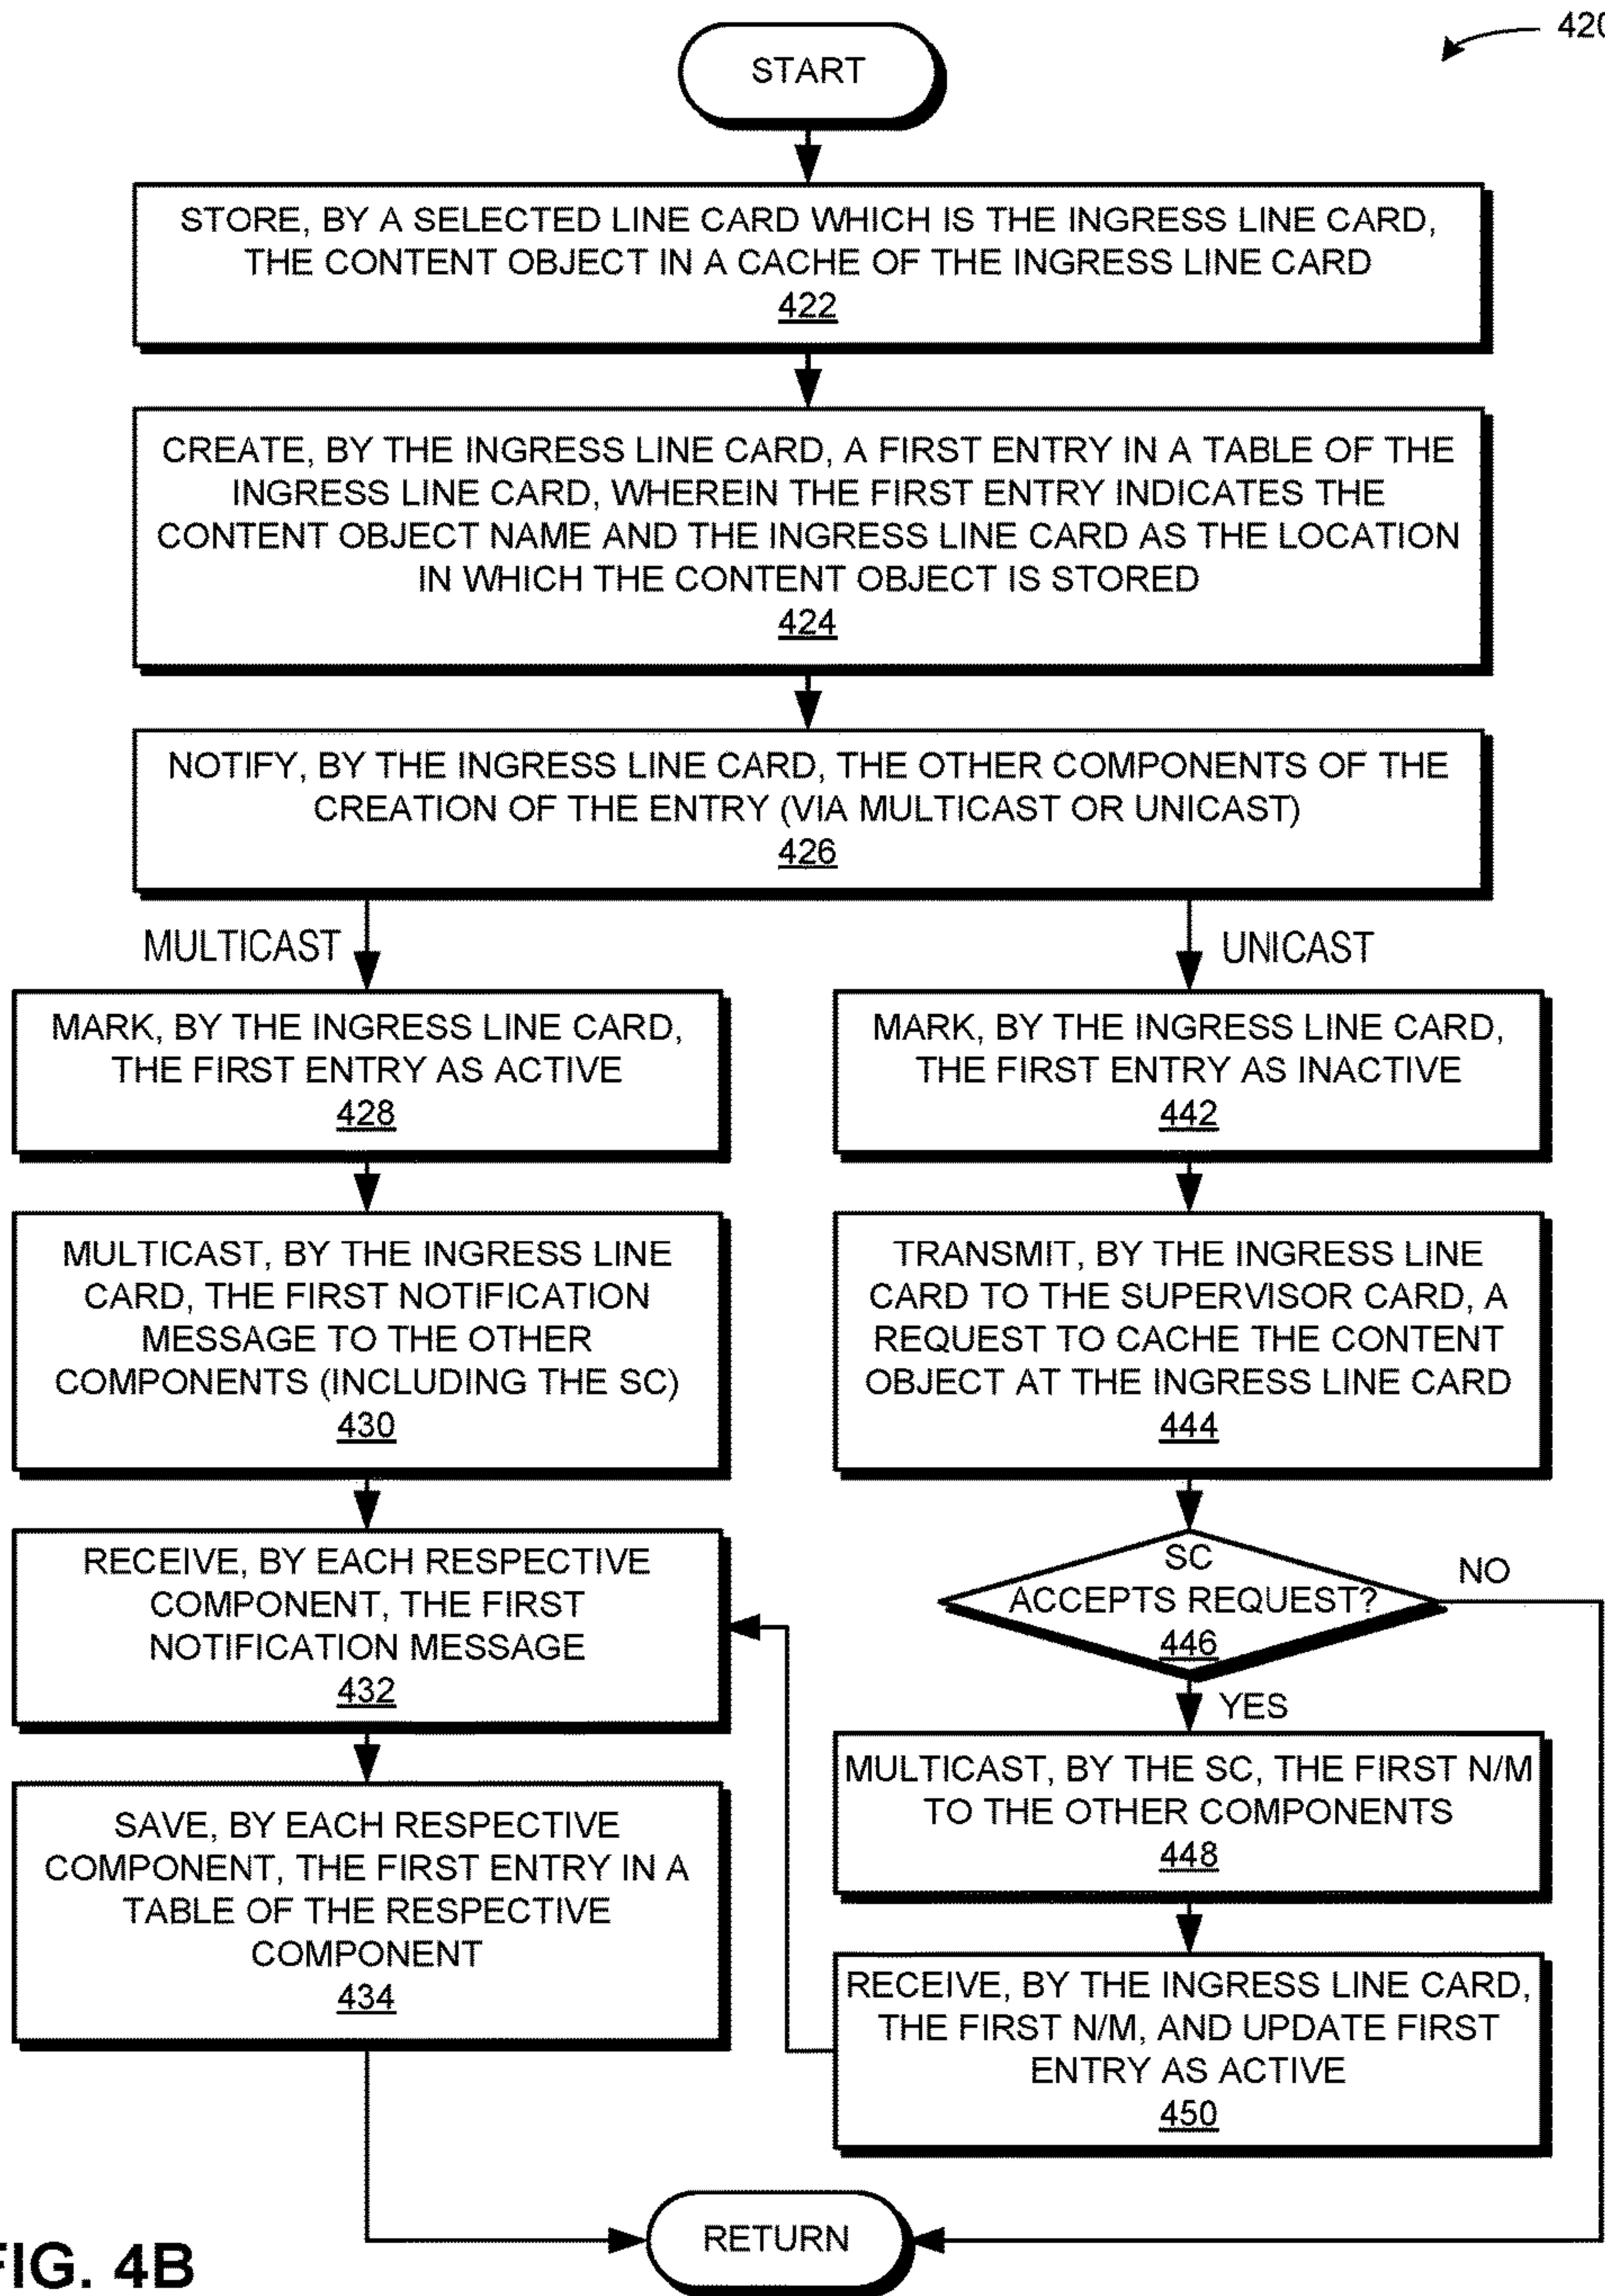 420
START
STORE, BY A SELECTED LINE CARD WHICH IS THE INGRESS LINE CARD,
THE CONTENT OBJECT IN A CACHE OF THE INGRESS LINE CARD
422
CREATE, BY THE INGRESS LINE CARD, A FIRST ENTRY IN A TABLE OF THE
INGRESS LINE CARD, WHEREIN THE FIRST ENTRY INDICATES THE
CONTENT OBJECT NAME AND THE INGRESS LINE CARD AS THE LOCATION
IN WHICH THE CONTENT OBJECT IS STORED
424
NOTIFY, BY THE INGRESS LINE CARD, THE OTHER COMPONENTS OF THE
CREATION OF THE ENTRY (VIA MULTICAST OR UNICAST)
426
MULTICAST
MARK, BY THE INGRESS LINE CARD,
THE FIRST ENTRY AS ACTIVE
428
MULTICAST, BY THE INGRESS LINE
CARD, THE FIRST NOTIFICATION
MESSAGE TO THE OTHER
COMPONENTS (INCLUDING THE SC)
430
RECEIVE, BY EACH RESPECTIVE
COMPONENT, THE FIRST
NOTIFICATION MESSAGE
432
SAVE, BY EACH RESPECTIVE
COMPONENT, THE FIRST ENTRY IN A
TABLE OF THE RESPECTIVE
COMPONENT
434
UNICAST
MARK, BY THE INGRESS LINE CARD,
THE FIRST ENTRY AS INACTIVE
442
TRANSMIT, BY THE INGRESS LINE
CARD TO THE SUPERVISOR CARD, A
REQUEST TO CACHE THE CONTENT
OBJECT AT THE INGRESS LINE CARD
444
SC
ACCEPTS REQUEST?
446
NO
YES
MULTICAST, BY THE SC, THE FIRST N/M
TO THE OTHER COMPONENTS
448
RECEIVE, BY THE INGRESS LINE CARD,
THE FIRST N/M, AND UPDATE FIRST
ENTRY AS ACTIVE
450
RETURN
FIG. 4B